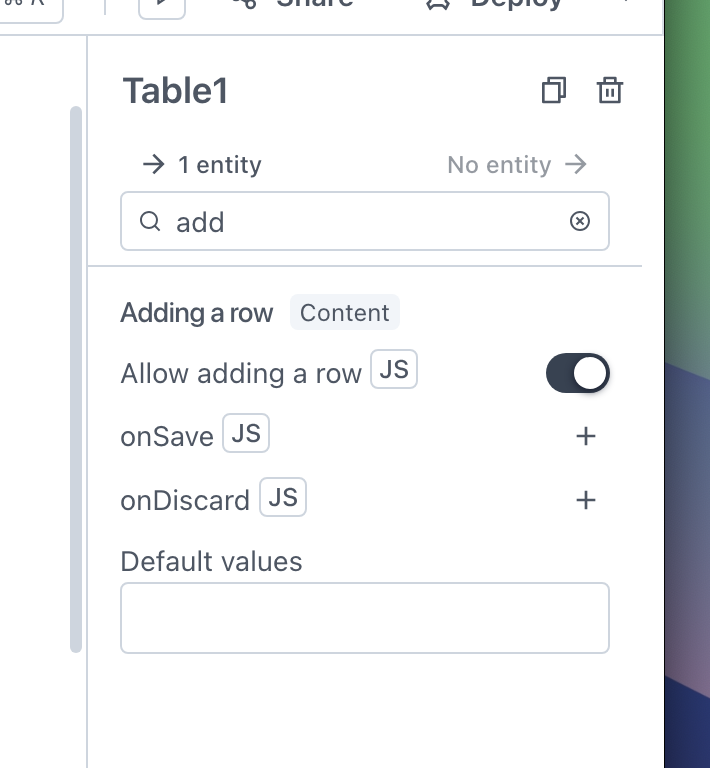 Share Deploy
Table1
1 entity No entity
add
Adding a row Content
Allow adding a row JS
onSave JS
onDiscard JS
Default values